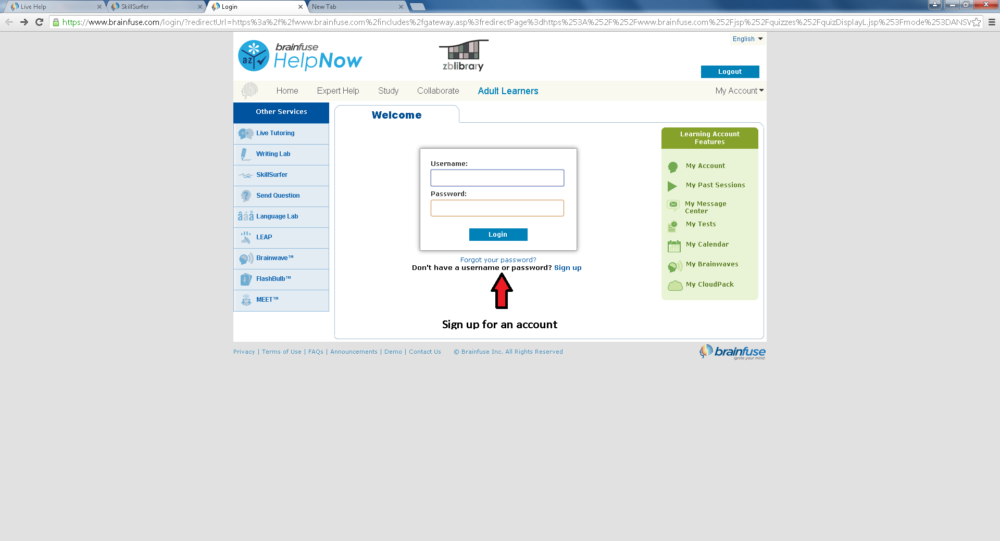 Live Help
SkillSurfer
Login
New Tab
https://www.brainfuse.com/login/?redirectUrl=https%3a%2f%2fwww.brainfuse.com%2fincludes%2fgateway.asp%3fredirectPage%3dhttps%253A%252F%252Fwww.brainfuse.com%252Fjsp%252Fquizzes%252FquizDisplayL.jsp%253Fmode%253DANSV
a-z
brainfuse
HelpNow
zblibrary
English
Logout
Home
Expert Help
Study
Collaborate
Adult Learners
My Account
Other Services
Live Tutoring
Writing Lab
SkillSurfer
Send Question
âáå Language Lab
LEAP
Brainwave™
FlashBulb™
MEET™
Welcome
Username:
Password:
Login
Forgot your password?
Don't have a username or password? Sign up
Sign up for an account
Learning Account
Features
My Account
My Past Sessions
My Message
Center
My Tests
My Calendar
My Brainwaves
My CloudPack
Privacy | Terms of Use | FAQs | Announcements | Demo | Contact Us © Brainfuse Inc. All Rights Reserved
brainfuse
ignite your mind